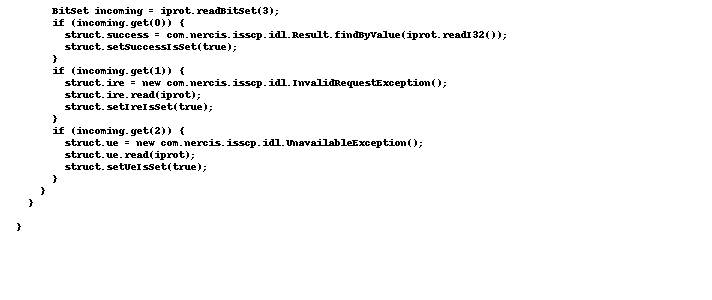 BitSet incoming = iprot.readBitSet(3);
if (incoming.get(0)) {
struct.success = com.nercis.isscp.idl.Result.findByValue(iprot.readI32());
struct.setSuccessIsSet(true);
}
if (incoming.get(1)) {
struct.ire = new com.nercis.isscp.idl.InvalidRequestException();
struct.ire.read(iprot);
struct.setIreIsSet(true);
}
if (incoming.get(2)) {
struct.ue = new com.nercis.isscp.idl.UnavailableException();
struct.ue.read(iprot);
struct.setUeIsSet(true);
}
}
}
}